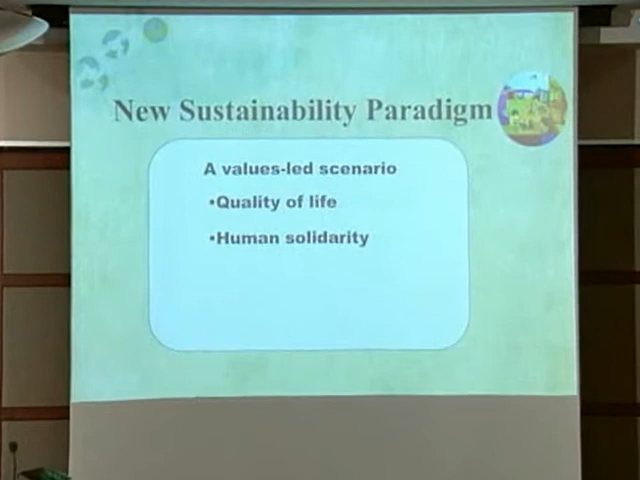 New Sustainability Paradigm
A values-led scenario
•Quality of life
•Human solidarity